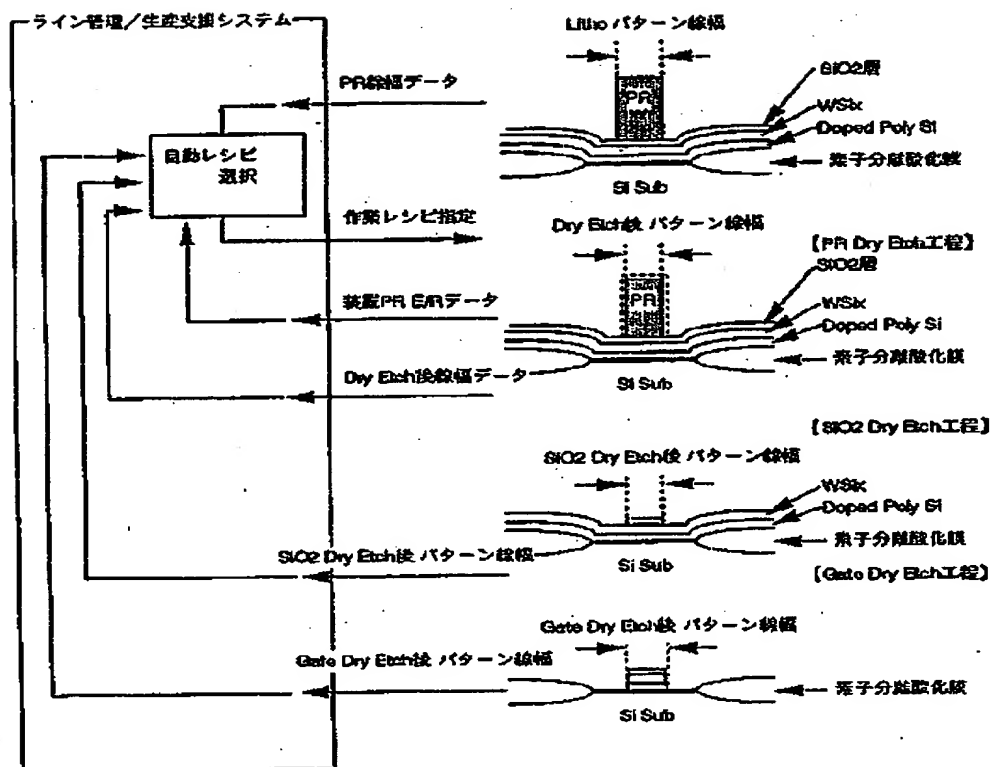 ライン管理／生産支援システム
Litho パターン線幅
PR線幅データ
PR
SiO2層
WSix
Doped Poly Si
素子分離酸化膜
Si Sub
自動レシピ
選択
作業レシピ指定
Dry Etch後 パターン線幅
【PR Dry Etch工程】
SiO2層
PR
WSix
Doped Poly Si
素子分離酸化膜
Si Sub
装置PR E/Rデータ
Dry Etch後線幅データ
【SiO2 Dry Etch工程】
SiO2 Dry Etch後 パターン線幅
WSix
Doped Poly Si
素子分離酸化膜
Si Sub
SiO2 Dry Etch後 パターン線幅
【Gate Dry Etch工程】
Gate Dry Etch後 パターン線幅
Gate Dry Etch後 パターン線幅
素子分離酸化膜
Si Sub